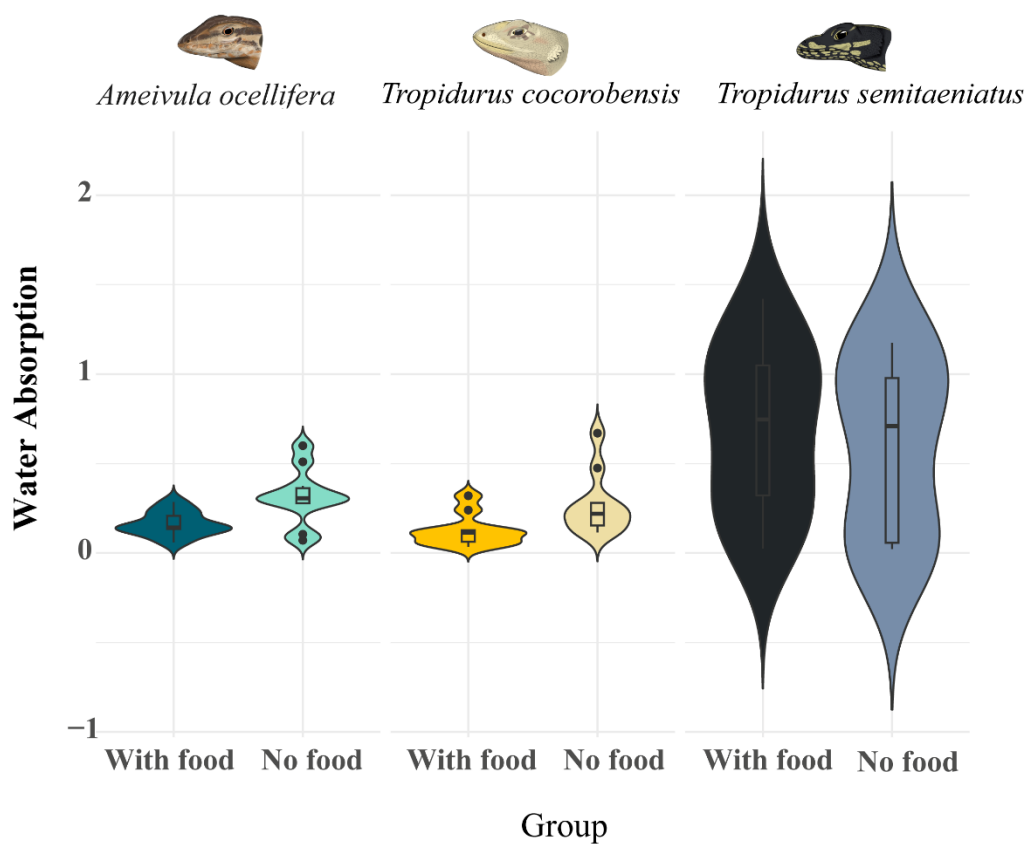 Ameivula ocellifera Tropidurus cocorobensis Tropidurus semitaeniatus
2
1
0
−1
Water Absorption
With food No food With food No food With food No food
Group